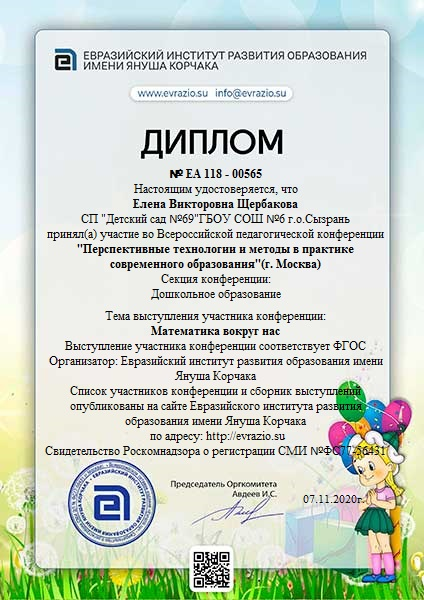 ЕВРАЗИЙСКИЙ ИНСТИТУТ РАЗВИТИЯ ОБРАЗОВАНИЯ
ИМЕНИ ЯНУША КОРЧАКА
www.evrazio.su info@evrazio.su
ДИПЛОМ
№ ЕА 118 - 00565
Настоящим удостоверяется, что
Елена Викторовна Щербакова
СП "Детский сад №69"ГБОУ СОШ №6 г.о.Сызрань
принял(а) участие во Всероссийской педагогической конференции
"Перспективные технологии и методы в практике
современного образования"(г. Москва)
Секция конференции:
Дошкольное образование
Тема выступления участника конференции:
Математика вокруг нас
Выступление участника конференции соответствует ФГОС
Организатор: Евразийский институт развития образования имени
Януша Корчака
Список участников конференции и сборник выступлений
опубликованы на сайте Евразийского института развития
образования имени Януша Корчака
по адресу: http://evrazio.su
Свидетельство Роскомнадзора о регистрации СМИ №ФС77-56431
Председатель Оргкомитета
Авдеев И.С.
07.11.2020г.